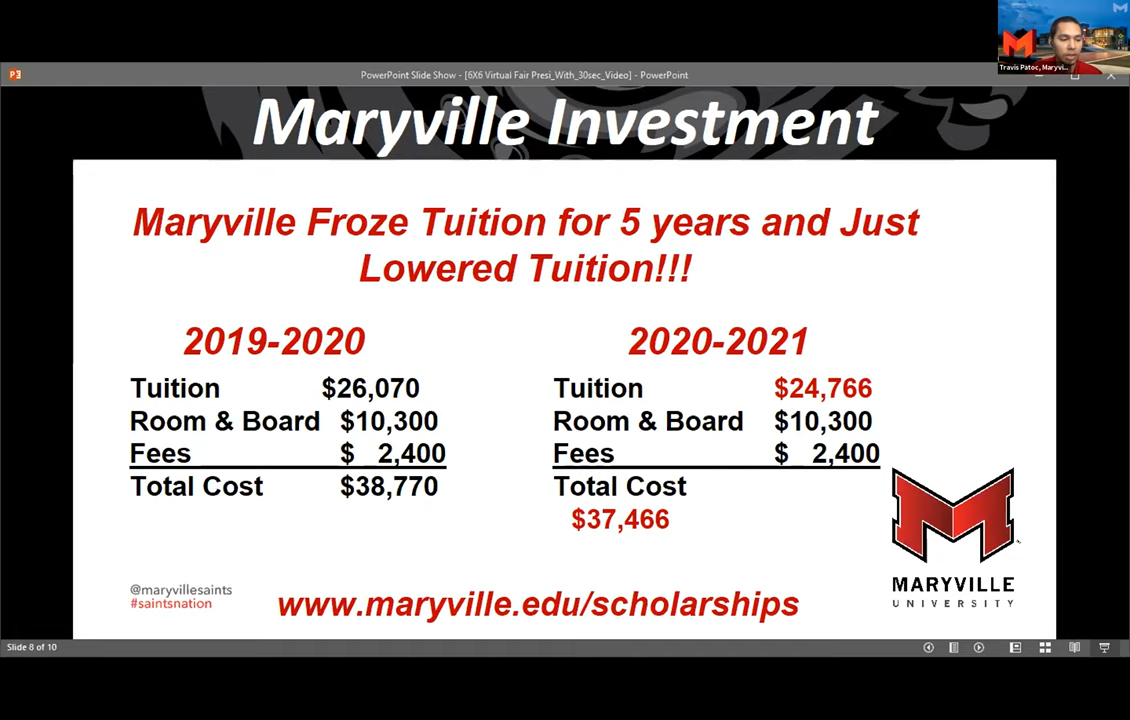 Travis Patoc, Maryvi...
PowerPoint Slide Show - [6X6 Virtual Fair Presi_With_30sec_Video] - PowerPoint
Maryville Investment
Maryville Froze Tuition for 5 years and Just
Lowered Tuition!!!
2019-2020
Tuition $26,070
Room & Board $10,300
Fees $ 2,400
Total Cost $38,770
2020-2021
Tuition $24,766
Room & Board $10,300
Fees $ 2,400
Total Cost
$37,466
MARYVILLE
UNIVERSITY
@maryvillesaints
#saintsnation
www.maryville.edu/scholarships
Slide 8 of 10